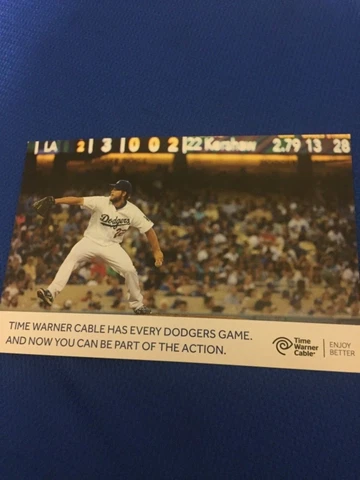 LA 2 3 0 0 2 22 Kershaw 2.79 13 28
Dodgers
22
TIME WARNER CABLE HAS EVERY DODGERS GAME.
AND NOW YOU CAN BE PART OF THE ACTION.
Time
Warner
Cable®
ENJOY
BETTER